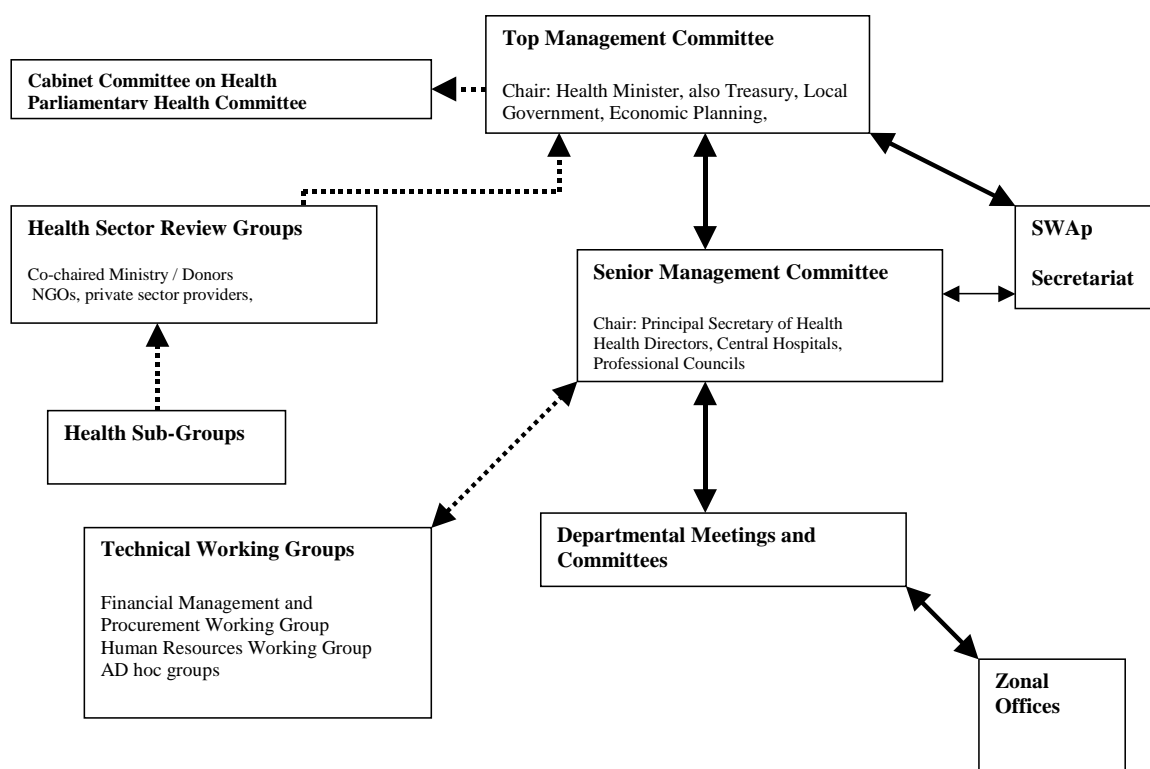 Top Management Committee
Chair: Health Minister, also Treasury, Local
Government, Economic Planning,
Cabinet Committee on Health
Parliamentary Health Committee
Health Sector Review Groups
Co-chaired Ministry / Donors
NGOs, private sector providers,
SWAp
Secretariat
Senior Management Committee
Chair: Principal Secretary of Health
Health Directors, Central Hospitals,
Professional Councils
Health Sub-Groups
Technical Working Groups
Financial Management and
Procurement Working Group
Human Resources Working Group
AD hoc groups
Departmental Meetings and
Committees
Zonal
Offices